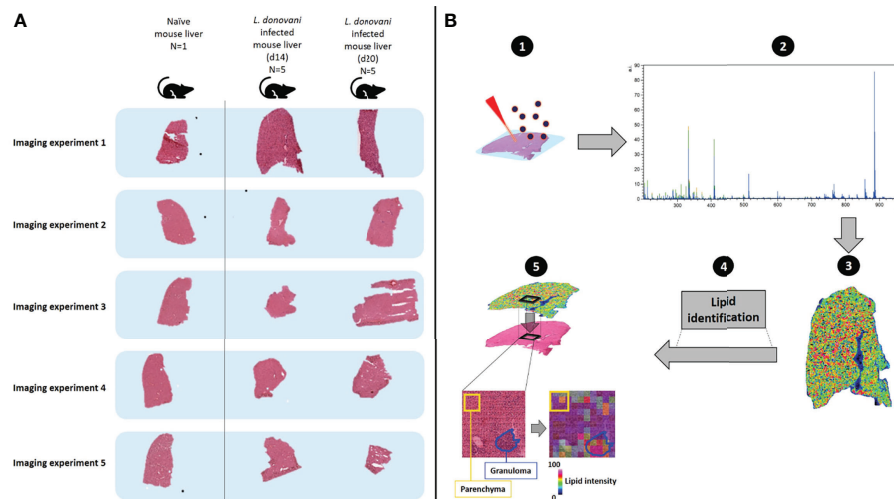 A
Naïve
mouse liver
N=1
L. donovani
infected
mouse liver
(d14)
N=5
L. donovani
infected
mouse liver
(d20)
N=5
Imaging experiment 1
Imaging experiment 2
Imaging experiment 3
Imaging experiment 4
Imaging experiment 5
B
1
2
a.i.
90
80
70
60
50
40
30
20
10
0
300
400
500
600
700
800
900
5
4
3
Lipid
identification
Granuloma
Parenchyma
100
Lipid intensity
0